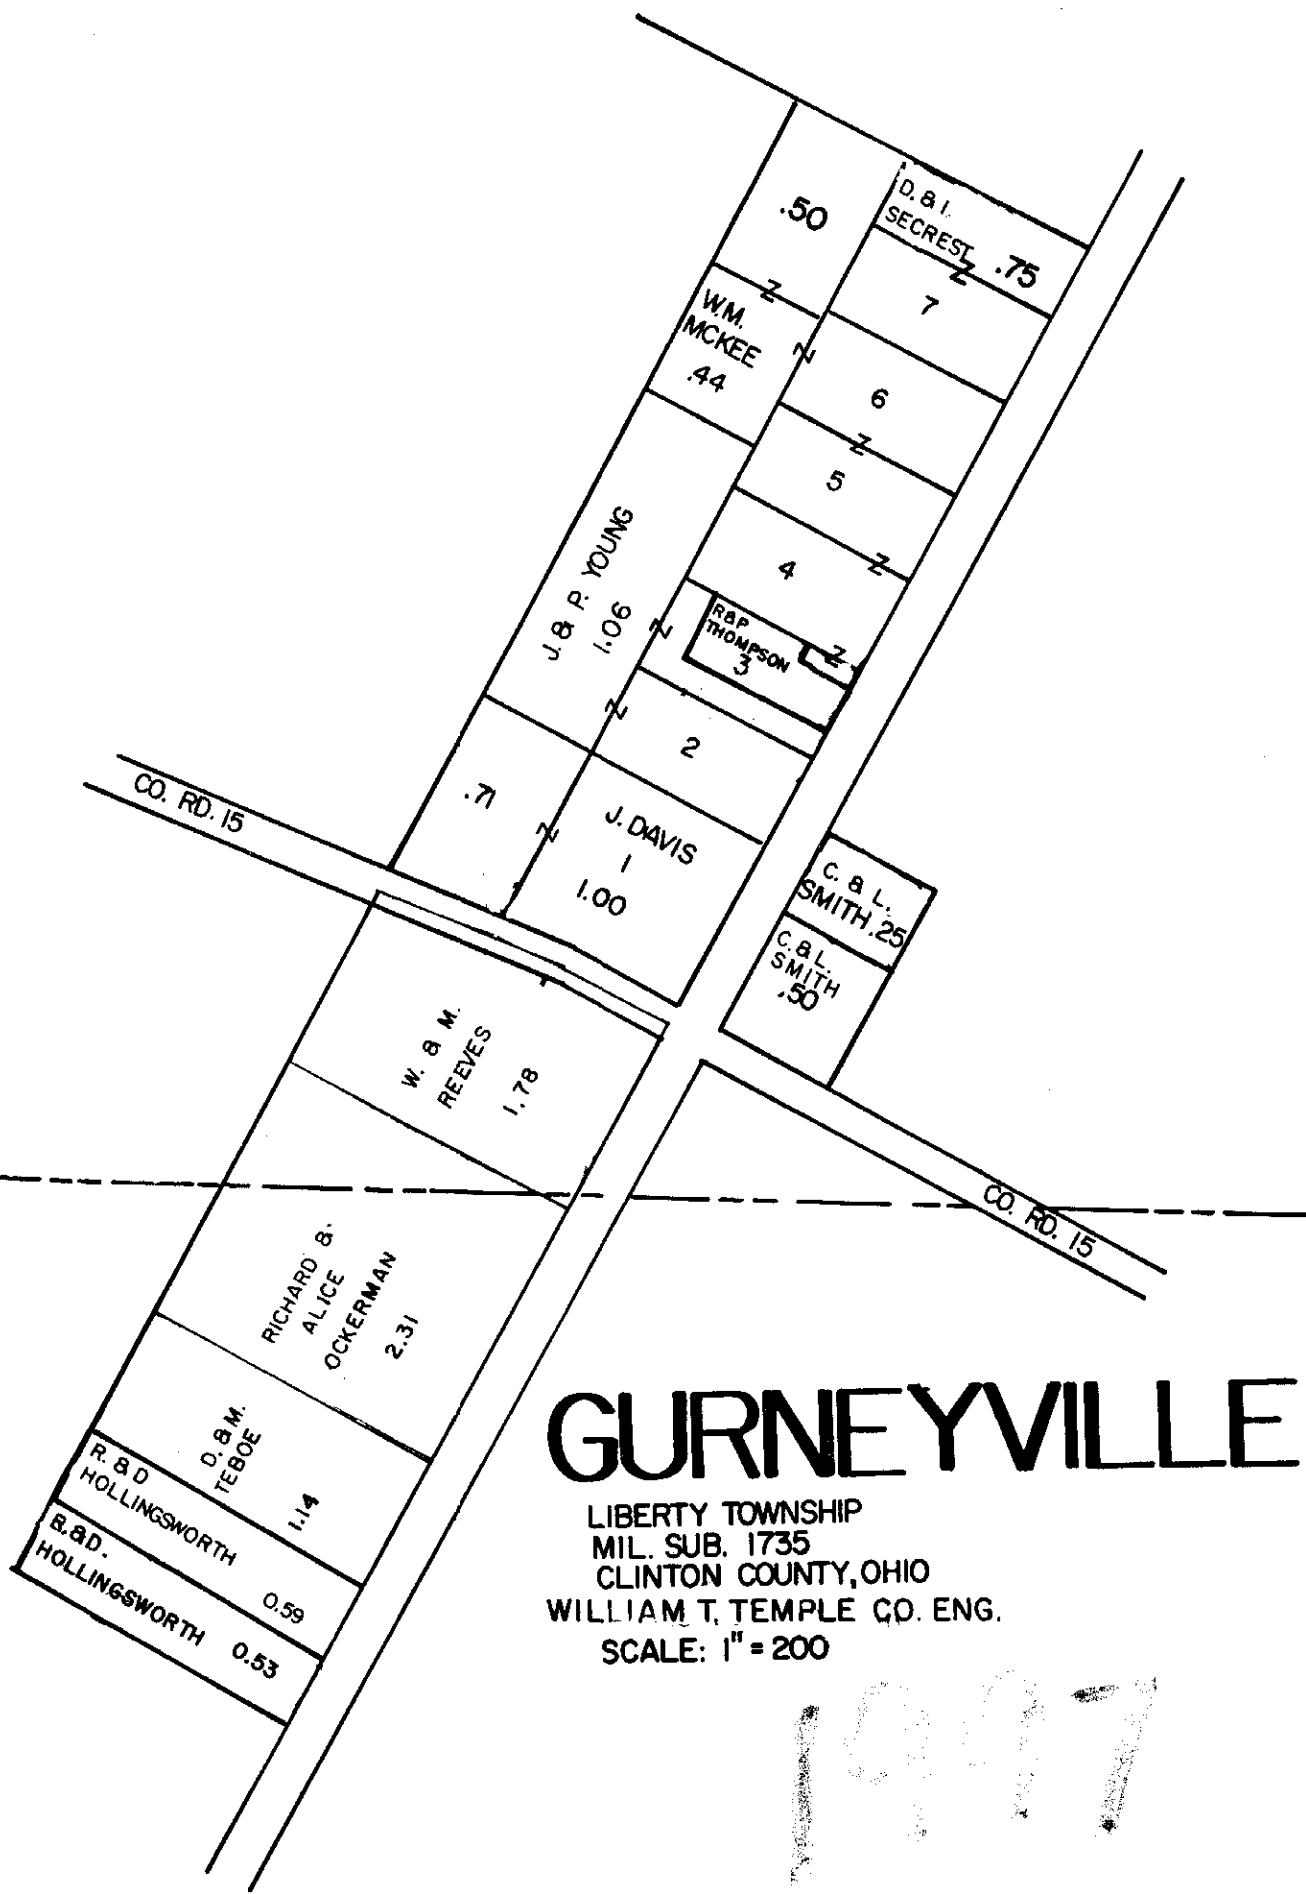 .50
D. & I.
SECREST .75
Z
7
Z
W.M.
MCKEE
.44
Z
6
Z
5
J. & P. YOUNG
1.06
4
Z
R&P
THOMPSON
3
Z
Z
Z
2
.71
Z
J. DAVIS
1
1.00
CO. RD. 15
C. & L.
SMITH .25
C. & L.
SMITH
.50
W. & M.
REEVES
1.78
CO. RD. 15
RICHARD &
ALICE
OCKERMAN
2.31
D. & M.
TEBOE
1.14
R. & D
HOLLINGSWORTH
0.59
R. & D.
HOLLINGSWORTH 0.53
GURNEYVILLE
LIBERTY TOWNSHIP
MIL. SUB. 1735
CLINTON COUNTY, OHIO
WILLIAM T. TEMPLE CO. ENG.
SCALE: 1" = 200
1997